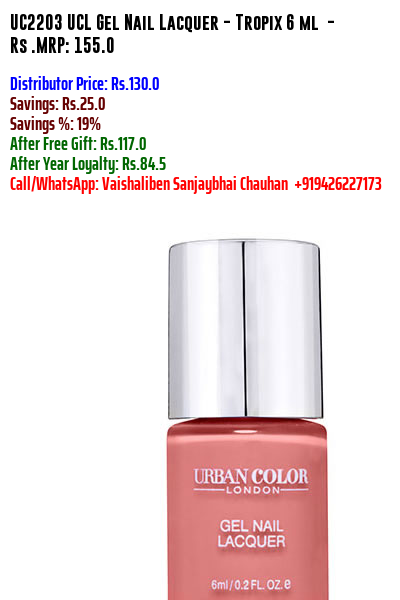 UC2203 UCL Gel Nail Lacquer - Tropix 6 ml -
Rs .MRP: 155.0
Distributor Price: Rs.130.0
Savings: Rs.25.0
Savings %: 19%
After Free Gift: Rs.117.0
After Year Loyalty: Rs.84.5
Call/WhatsApp: Vaishaliben Sanjaybhai Chauhan +919426227173
URBAN COLOR
LONDON
GEL NAIL
LACQUER
6ml/0.2 FL. OZ. e